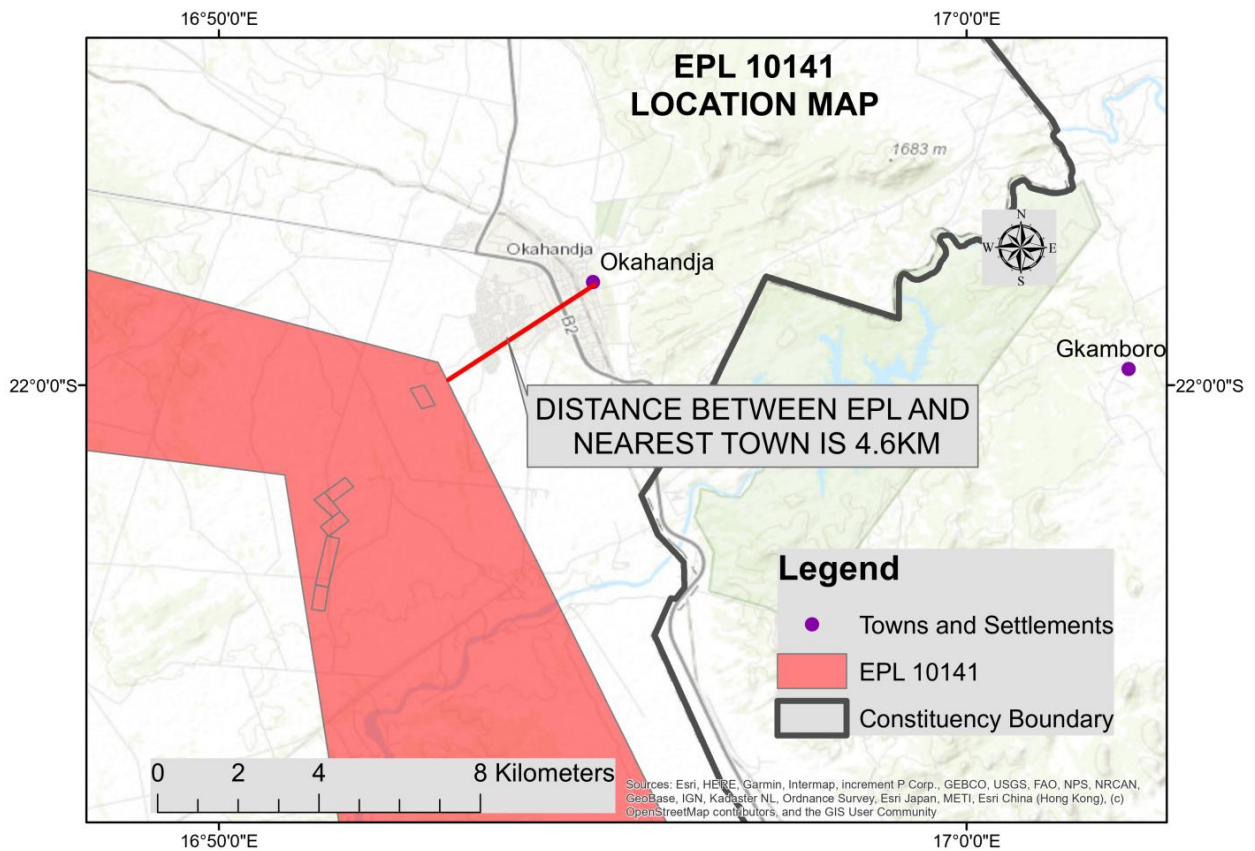 16°50'0"E
17°0'0"E
EPL 10141
LOCATION MAP
1683 m
N
W
E
S
Okahandja
Okahandja
B2
Gkamboro
22°0'0"S
22°0'0"S
DISTANCE BETWEEN EPL AND
NEAREST TOWN IS 4.6KM
Legend
Towns and Settlements
EPL 10141
Constituency Boundary
0 2 4 8 Kilometers
Sources: Esri, HERE, Garmin, Intermap, increment P Corp., GEBCO, USGS, FAO, NPS, NRCAN,
GeoBase, IGN, Kadaster NL, Ordnance Survey, Esri Japan, METI, Esri China (Hong Kong), (c)
OpenStreetMap contributors, and the GIS User Community
16°50'0"E
17°0'0"E